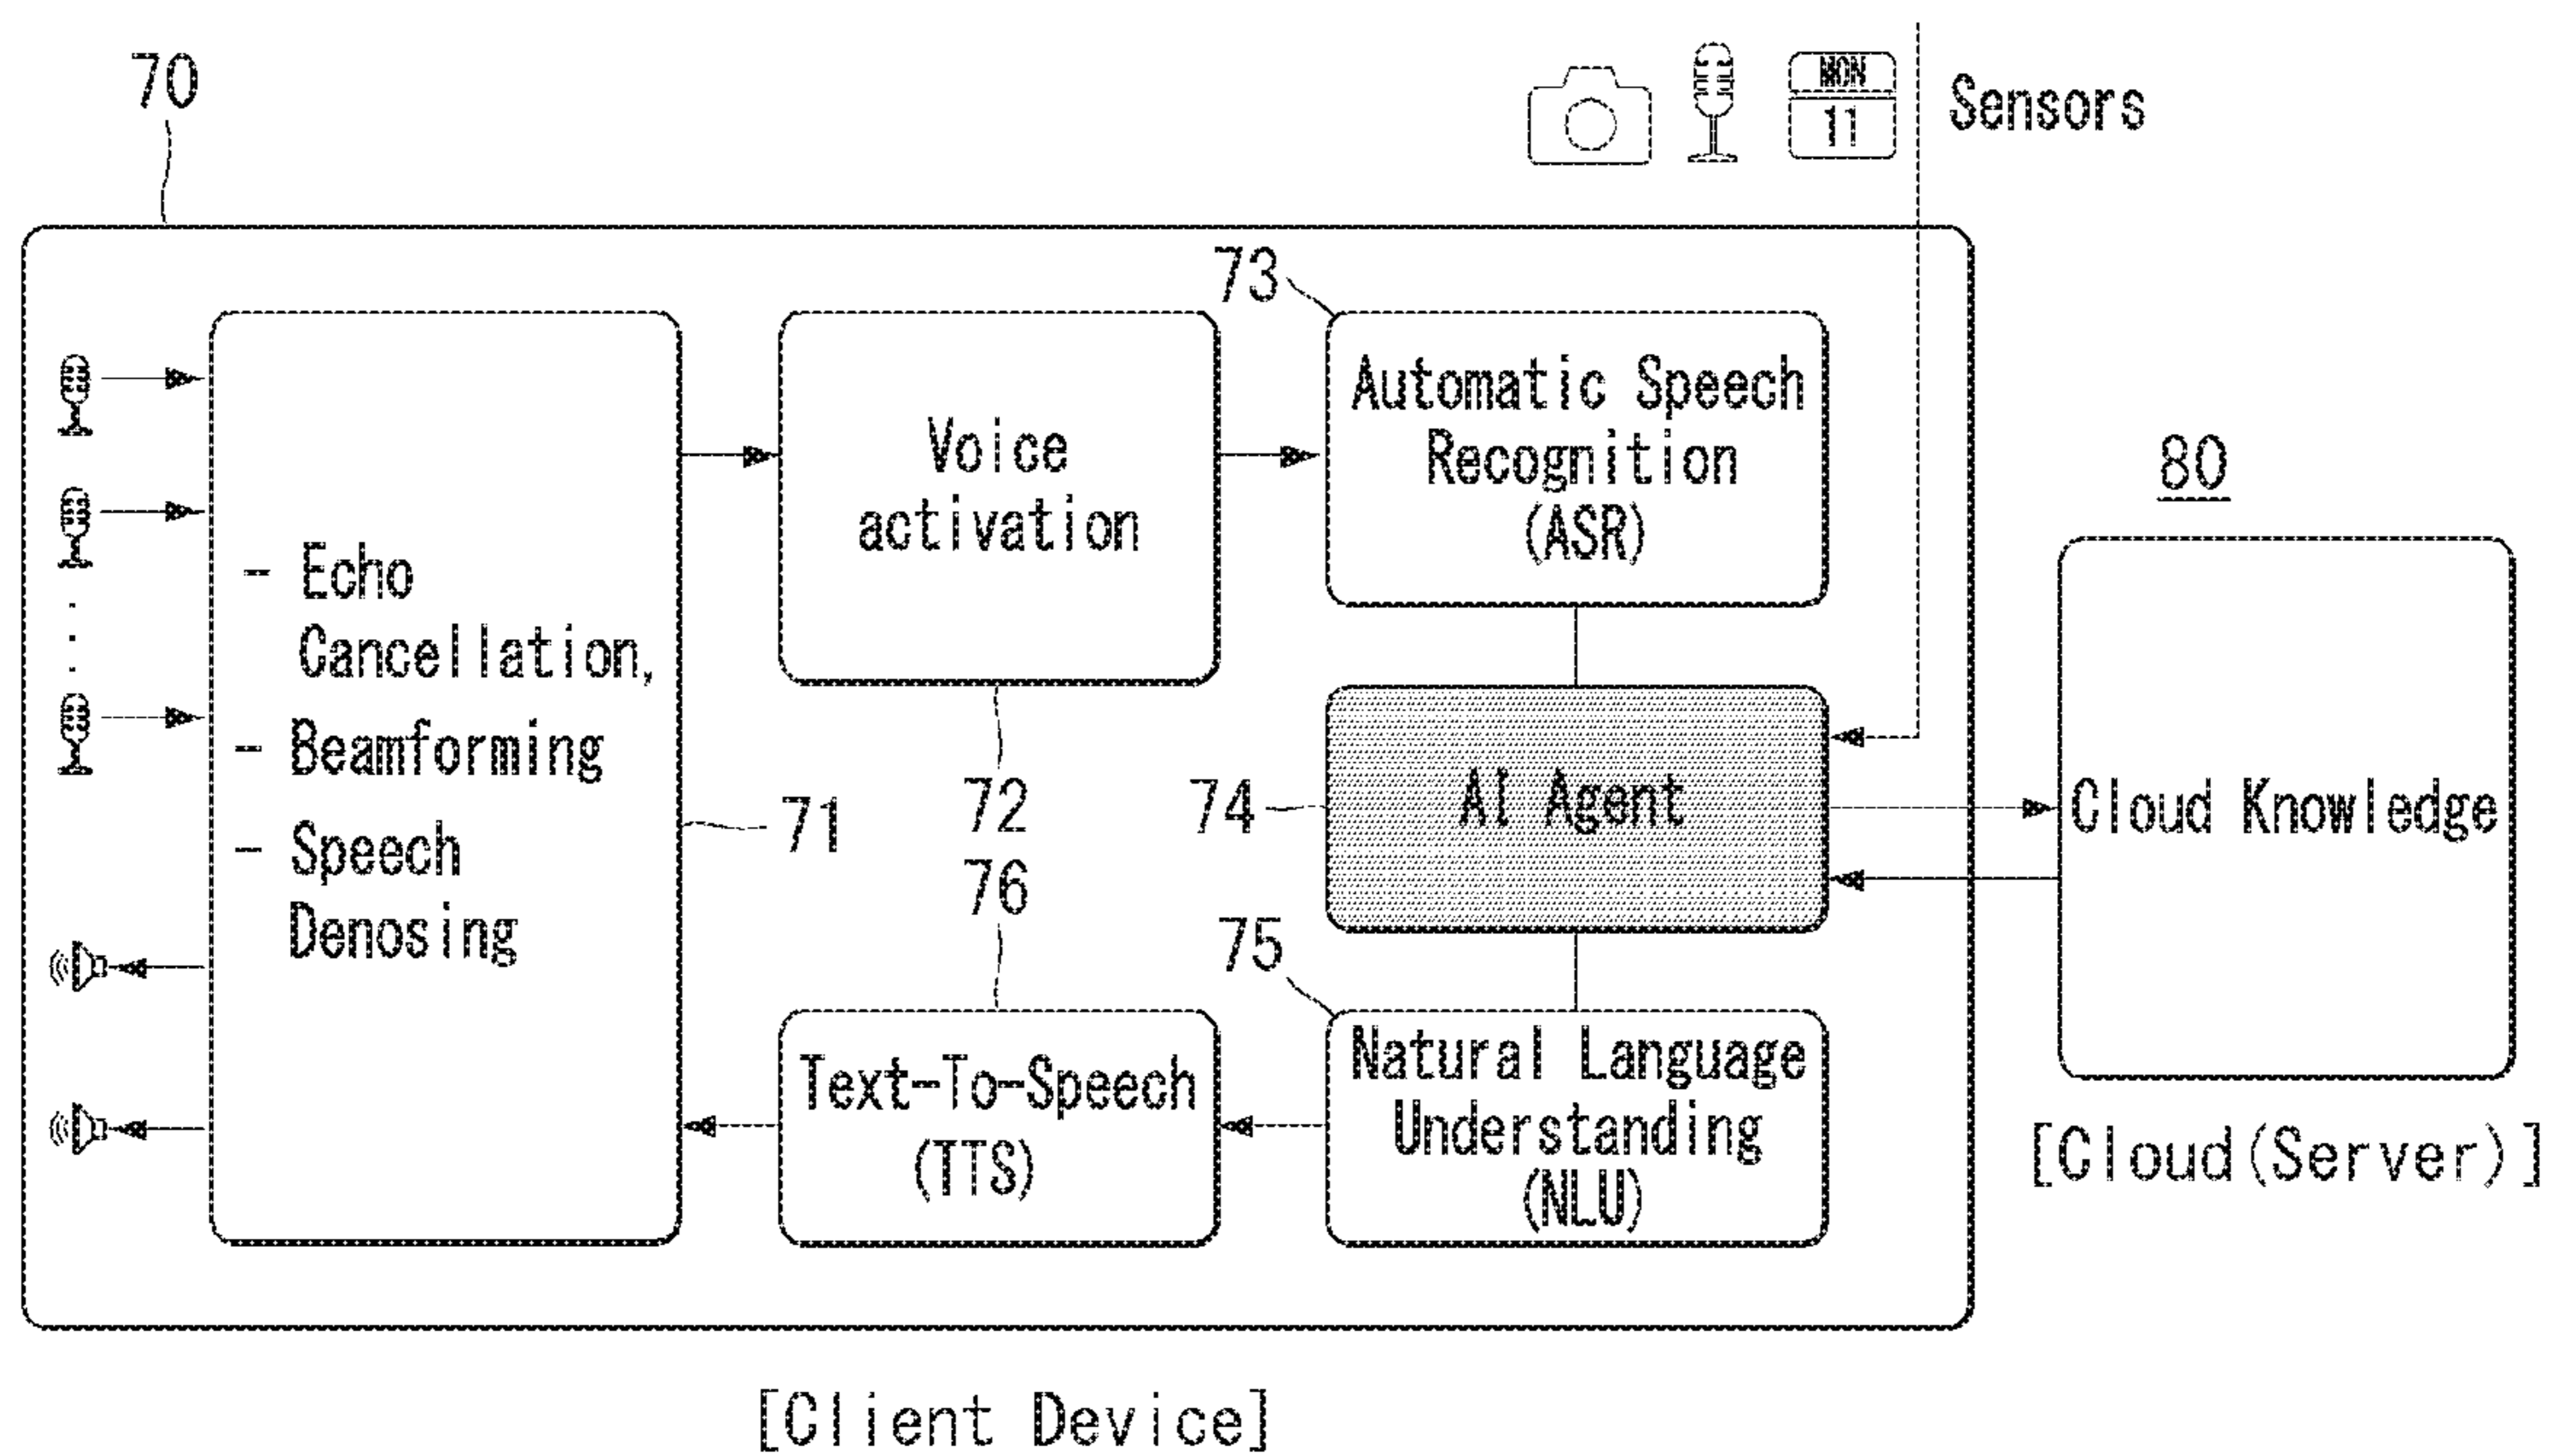 70
MON
11
Sensors
73
Automatic Speech
Recognition
(ASR)
Voice
activation
80
- Echo
Cancellation,
- Beamforming
- Speech
Denosing
71
72
76
74
AI Agent
Cloud Knowledge
75
Text-To-Speech
(TTS)
Natural Language
Understanding
(NLU)
[Cloud(Server)]
[Client Device]